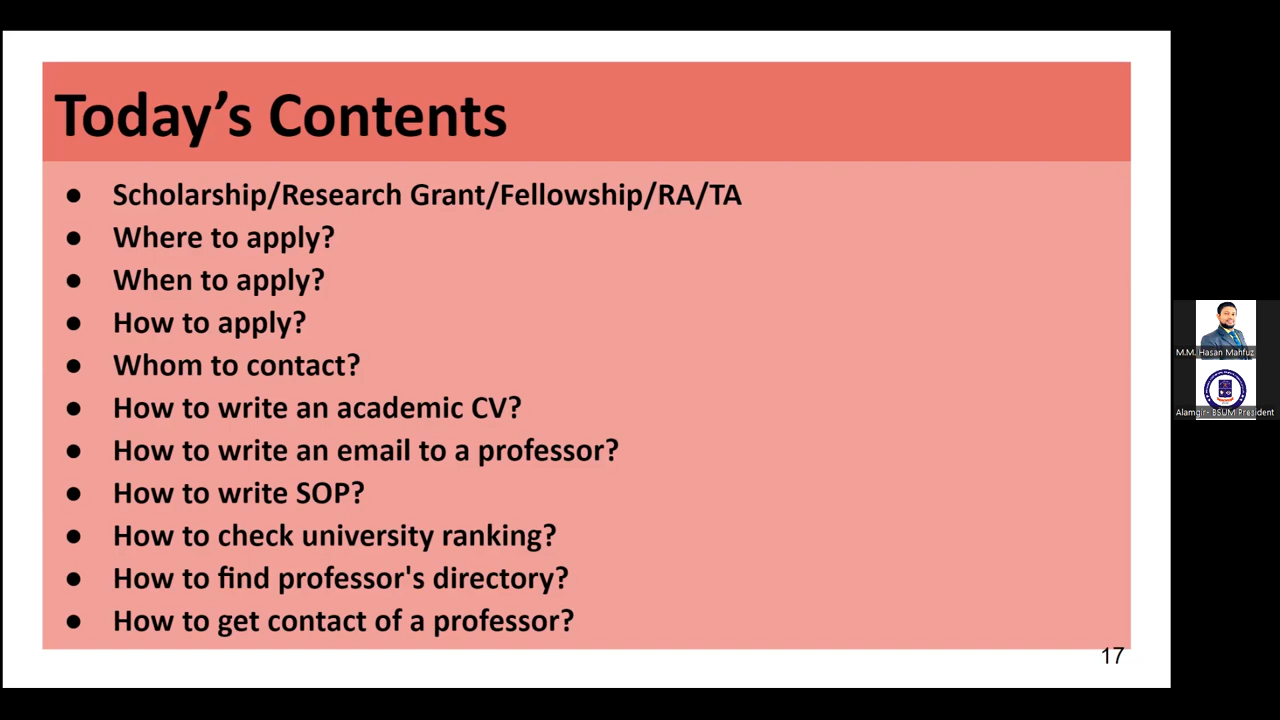 Today’s Contents
● Scholarship/Research Grant/Fellowship/RA/TA
● Where to apply?
● When to apply?
● How to apply?
● Whom to contact?
● How to write an academic CV?
● How to write an email to a professor?
● How to write SOP?
● How to check university ranking?
● How to find professor's directory?
● How to get contact of a professor?
17
M.M. Hasan Mahfuz
Alamgir- BSUM President